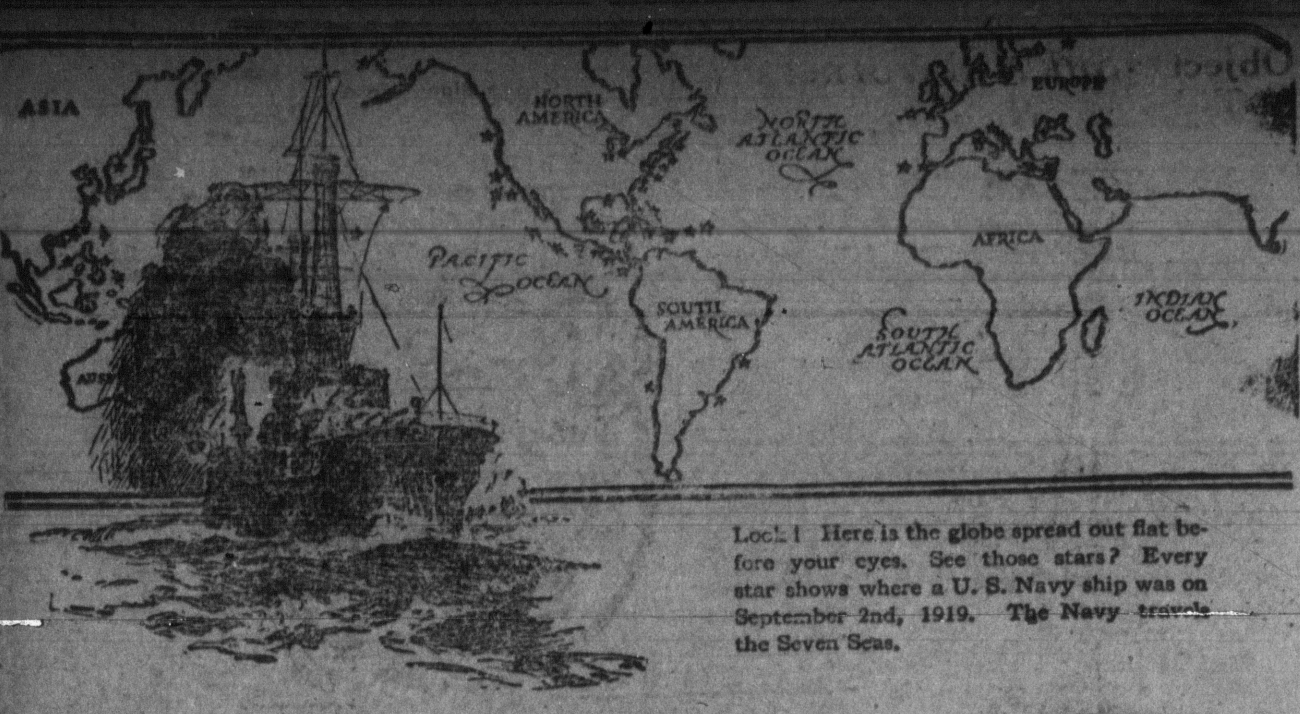 ASIA
NORTH
AMERICA
NORTH
ATLANTIC
OCEAN
EUROPE
PACIFIC
OCEAN
AFRICA
SOUTH
AMERICA
INDIAN
OCEAN
SOUTH
ATLANTIC
OCEAN
AUS
Look! Here is the globe spread out flat be-
fore your eyes. See those stars? Every
star shows where a U. S. Navy ship was on
September 2nd, 1919. The Navy travels
the Seven Seas.